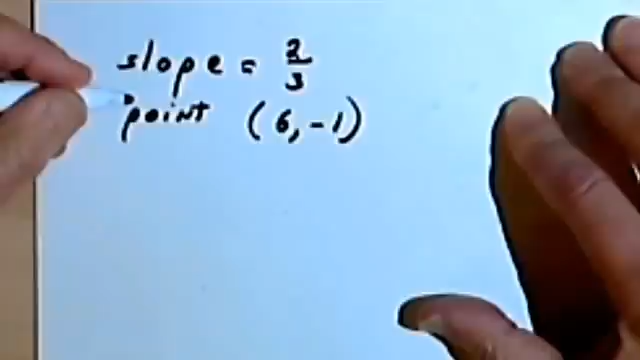 slope = 2/3
point (6, -1)